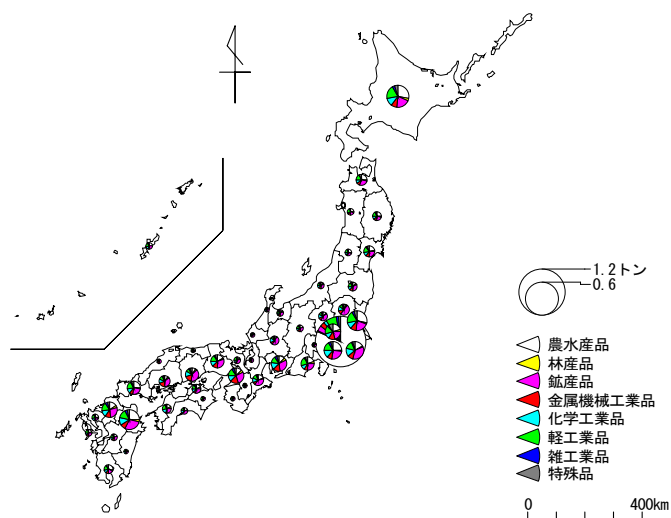 1.2トン
0.6
農水産品
林産品
鉱産品
金属機械工業品
化学工業品
軽工業品
雑工業品
特殊品
0 400km